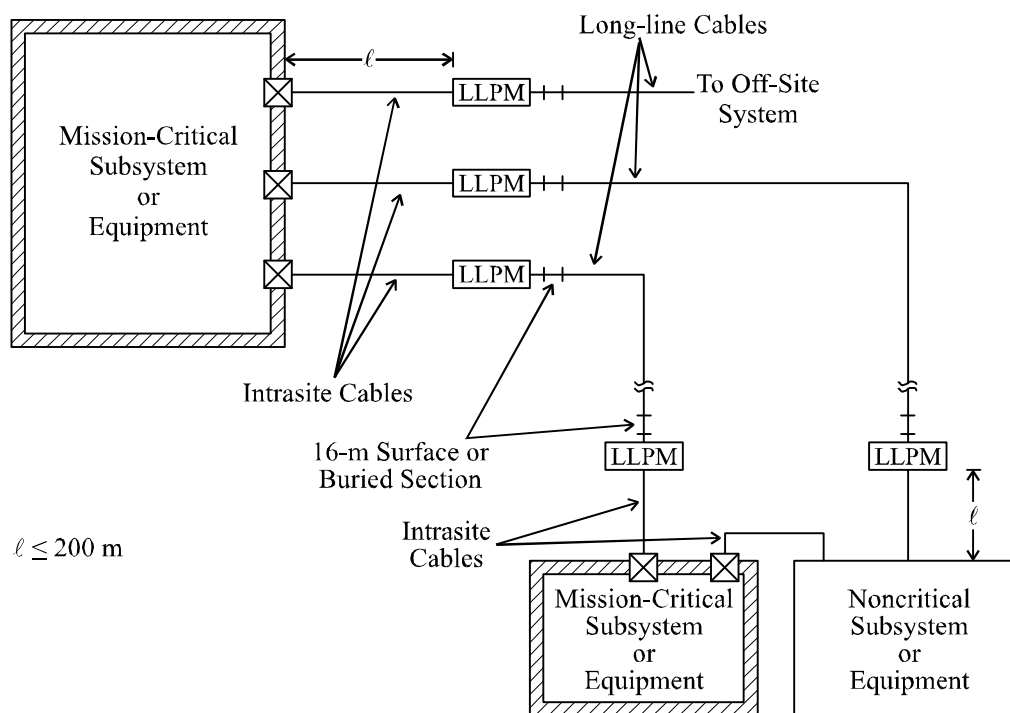 Long-line Cables
ℓ
LLPM
To Off-Site
System
Mission-Critical
Subsystem
or
Equipment
LLPM
LLPM
Intrasite Cables
16-m Surface or
Buried Section
LLPM
LLPM
ℓ
Intrasite
Cables
ℓ ≤ 200 m
Mission-Critical
Subsystem
or
Equipment
Noncritical
Subsystem
or
Equipment